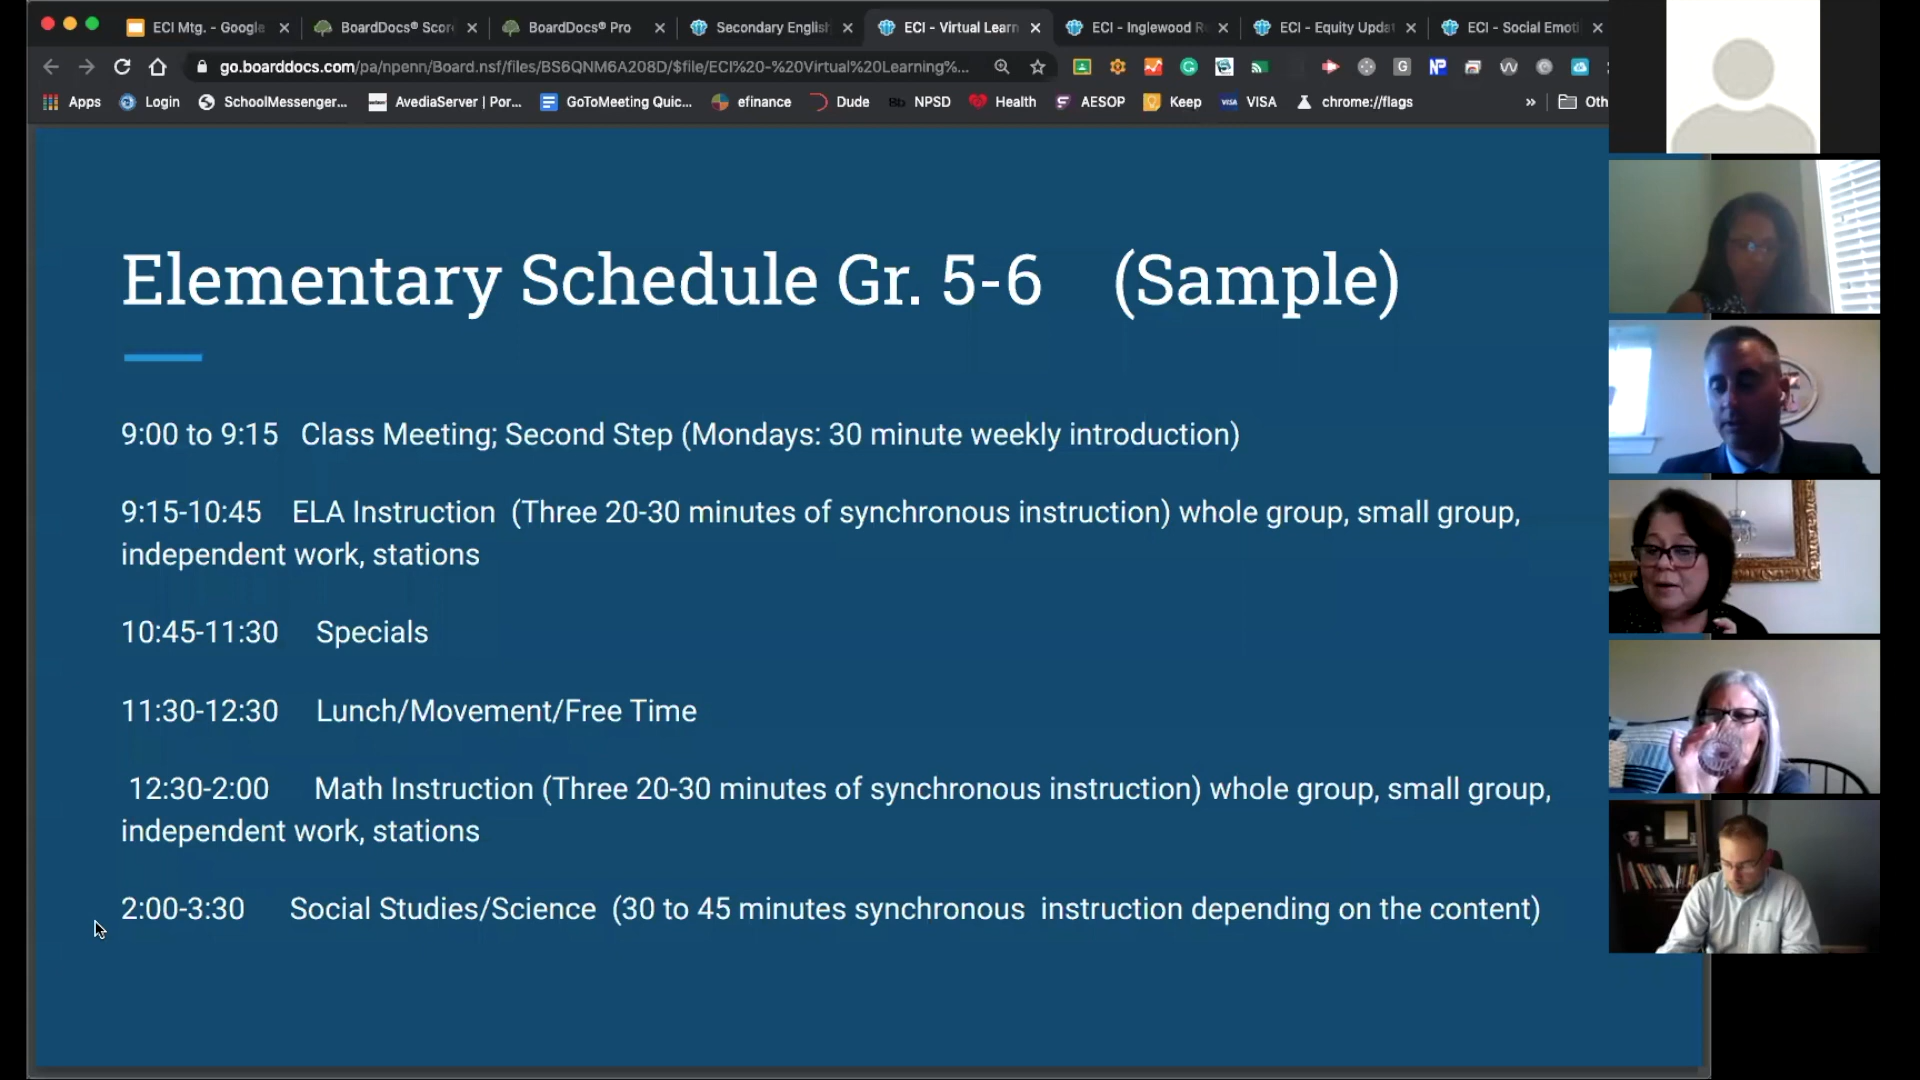 ECI Mtg. - Google
BoardDocs® Scor
BoardDocs® Pro
Secondary English
ECI - Virtual Learn
ECI - Inglewood R
ECI - Equity Updat
ECI - Social Emoti
go.boarddocs.com/pa/npenn/Board.nsf/files/BS6QNM6A208D/$file/ECI%20-%20Virtual%20Learning%...
Apps Login SchoolMessenger... AvediaServer | Por... GoToMeeting Quic... efinance Dude Bb NPSD Health AESOP Keep VISA VISA chrome://flags » Oth
Elementary Schedule Gr. 5-6 (Sample)
9:00 to 9:15 Class Meeting; Second Step (Mondays: 30 minute weekly introduction)
9:15-10:45 ELA Instruction (Three 20-30 minutes of synchronous instruction) whole group, small group,
independent work, stations
10:45-11:30 Specials
11:30-12:30 Lunch/Movement/Free Time
12:30-2:00 Math Instruction (Three 20-30 minutes of synchronous instruction) whole group, small group,
independent work, stations
2:00-3:30 Social Studies/Science (30 to 45 minutes synchronous instruction depending on the content)